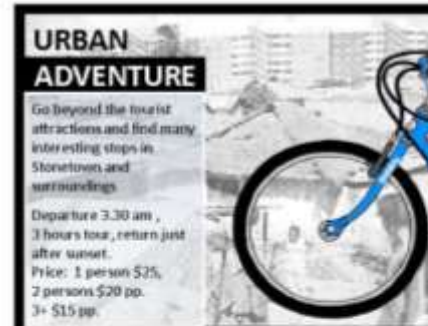 URBAN
ADVENTURE
Go beyond the tourist
attractions and find many
interesting stops in
Stonetown and
surroundings
Departure 3.30 am ,
3 hours tour, return just
after sunset.
Price: 1 person $25,
2 persons $20 pp.
3+ $15 pp.